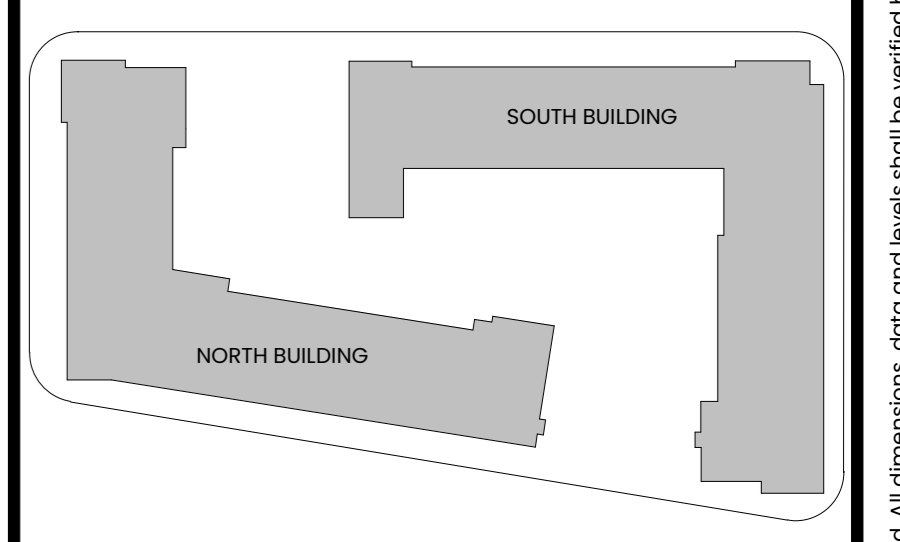 SOUTH BUILDING
NORTH BUILDING
d. All dimensions, data and levels shall be verified